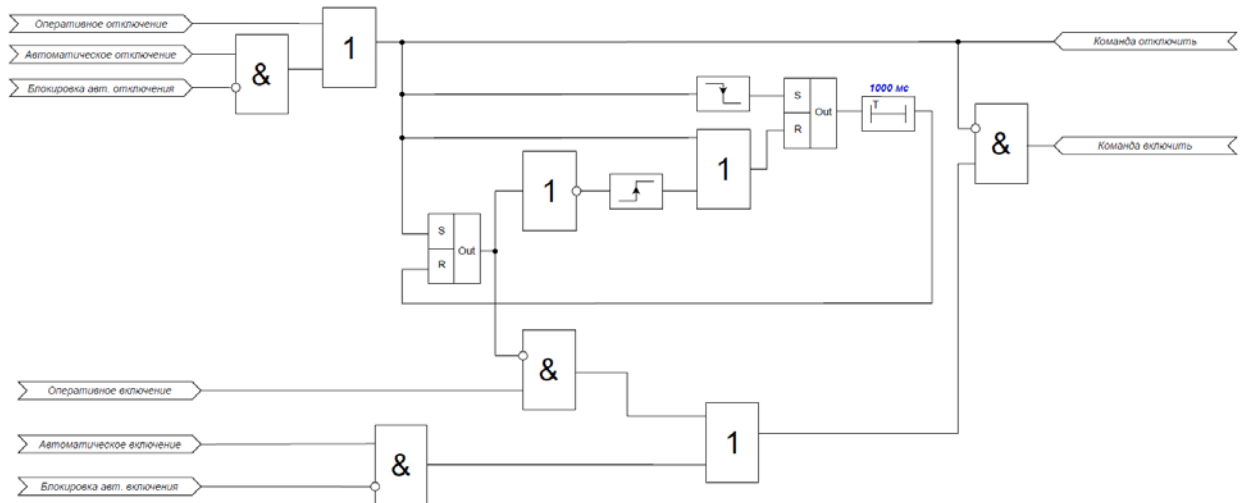 Оперативное отключение
1
Команда отключить
Автоматическое отключение
&
Блокировка авт. отключения
1000 мс
S
Out
T
R
1
&
Команда включить
1
S
Out
R
&
Оперативное включение
1
Автоматическое включение
&
Блокировка авт. включения